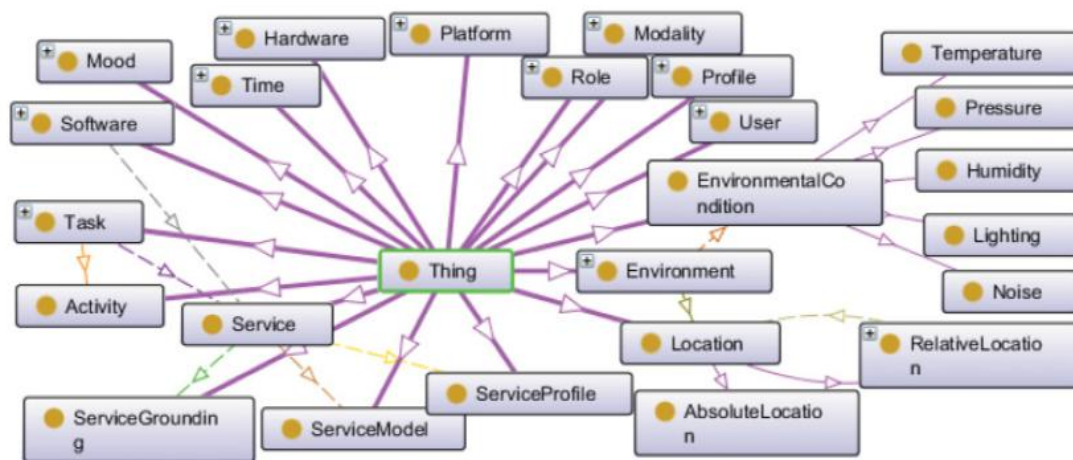 Hardware
Platform
Modality
Mood
Time
Role
Profile
Temperature
Software
User
Pressure
EnvironmentalCo
ndition
Humidity
Task
Lighting
Thing
Environment
Activity
Noise
Service
Location
RelativeLocatio
n
ServiceGroundin
g
ServiceModel
ServiceProfile
AbsoluteLocatio
n